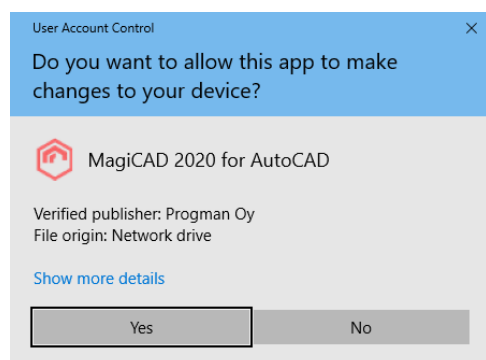 User Account Control
Do you want to allow this app to make
changes to your device?
MagiCAD 2020 for AutoCAD
Verified publisher: Progman Oy
File origin: Network drive
Show more details
Yes
No